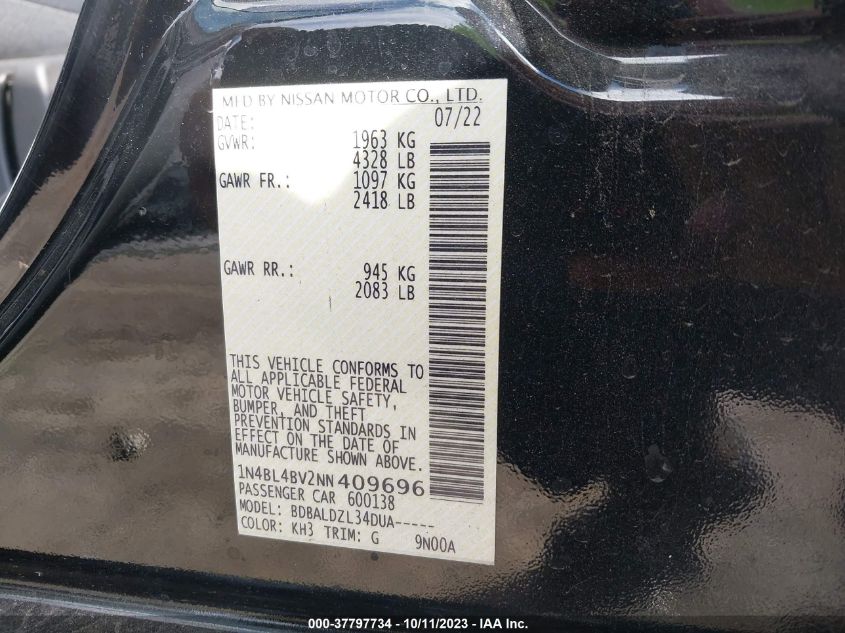 MFD BY NISSAN MOTOR CO., LTD.
DATE: 07/22
GVWR: 1963 KG
4328 LB
GAWR FR.: 1097 KG
2418 LB
GAWR RR.: 945 KG
2083 LB
THIS VEHICLE CONFORMS TO
ALL APPLICABLE FEDERAL
MOTOR VEHICLE SAFETY,
BUMPER, AND THEFT
PREVENTION STANDARDS IN
EFFECT ON THE DATE OF
MANUFACTURE SHOWN ABOVE.
1N4BL4BV2NN409696
PASSENGER CAR 600138
MODEL: BDBALDZL34DUA-----
COLOR: KH3 TRIM: G 9N00A
000-37797734 - 10/11/2023 - IAA Inc.